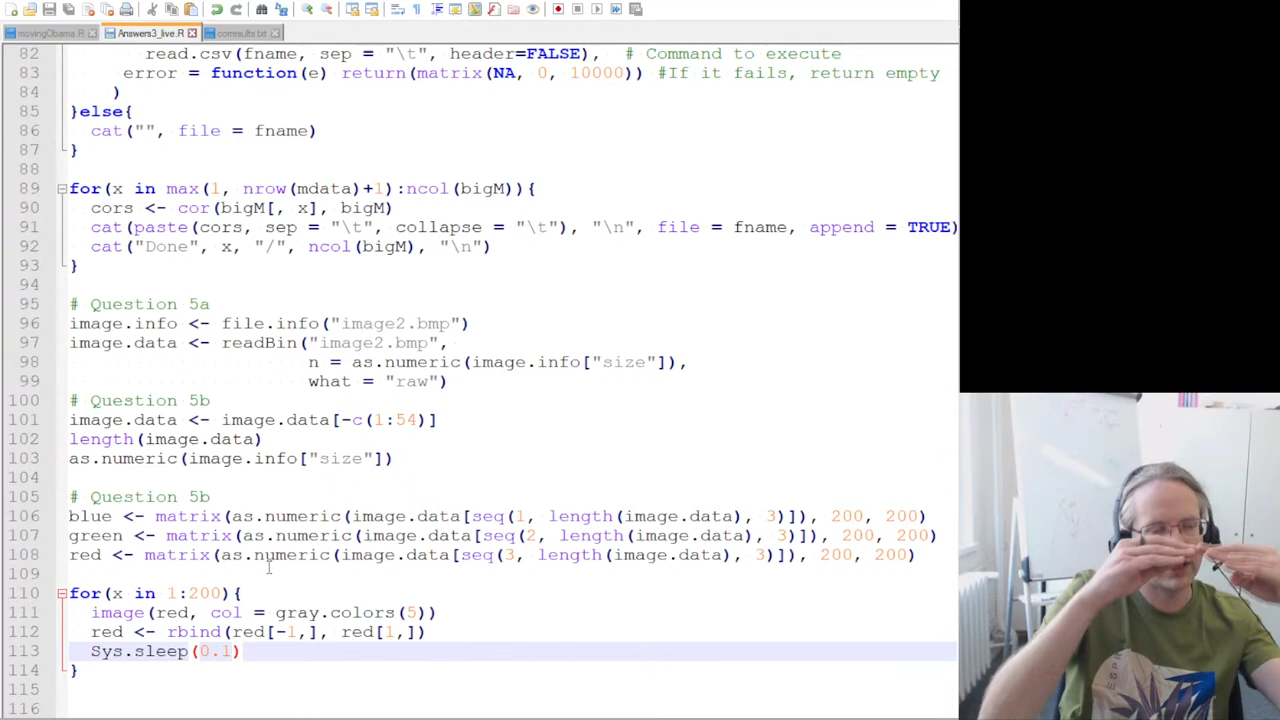 movingObama.R
Answers3_live.R
corresults.txt
82 read.csv(fname, sep = "\t", header=FALSE), # Command to execute
83 error = function(e) return(matrix(NA, 0, 10000)) #If it fails, return empty
84 )
85 }else{
86 cat("", file = fname)
87 }
88
89 for(x in max(1, nrow(mdata)+1):ncol(bigM)){
90 cors <- cor(bigM[, x], bigM)
91 cat(paste(cors, sep = "\t", collapse = "\t"), "\n", file = fname, append = TRUE)
92 cat("Done", x, "/", ncol(bigM), "\n")
93 }
94
95 # Question 5a
96 image.info <- file.info("image2.bmp")
97 image.data <- readBin("image2.bmp",
98 n = as.numeric(image.info["size"]),
99 what = "raw")
100 # Question 5b
101 image.data <- image.data[-c(1:54)]
102 length(image.data)
103 as.numeric(image.info["size"])
104
105 # Question 5b
106 blue <- matrix(as.numeric(image.data[seq(1, length(image.data), 3)]), 200, 200)
107 green <- matrix(as.numeric(image.data[seq(2, length(image.data), 3)]), 200, 200)
108 red <- matrix(as.numeric(image.data[seq(3, length(image.data), 3)]), 200, 200)
109
110 for(x in 1:200){
111 image(red, col = gray.colors(5))
112 red <- rbind(red[-1,], red[1,])
113 Sys.sleep(0.1)
114 }
115
116